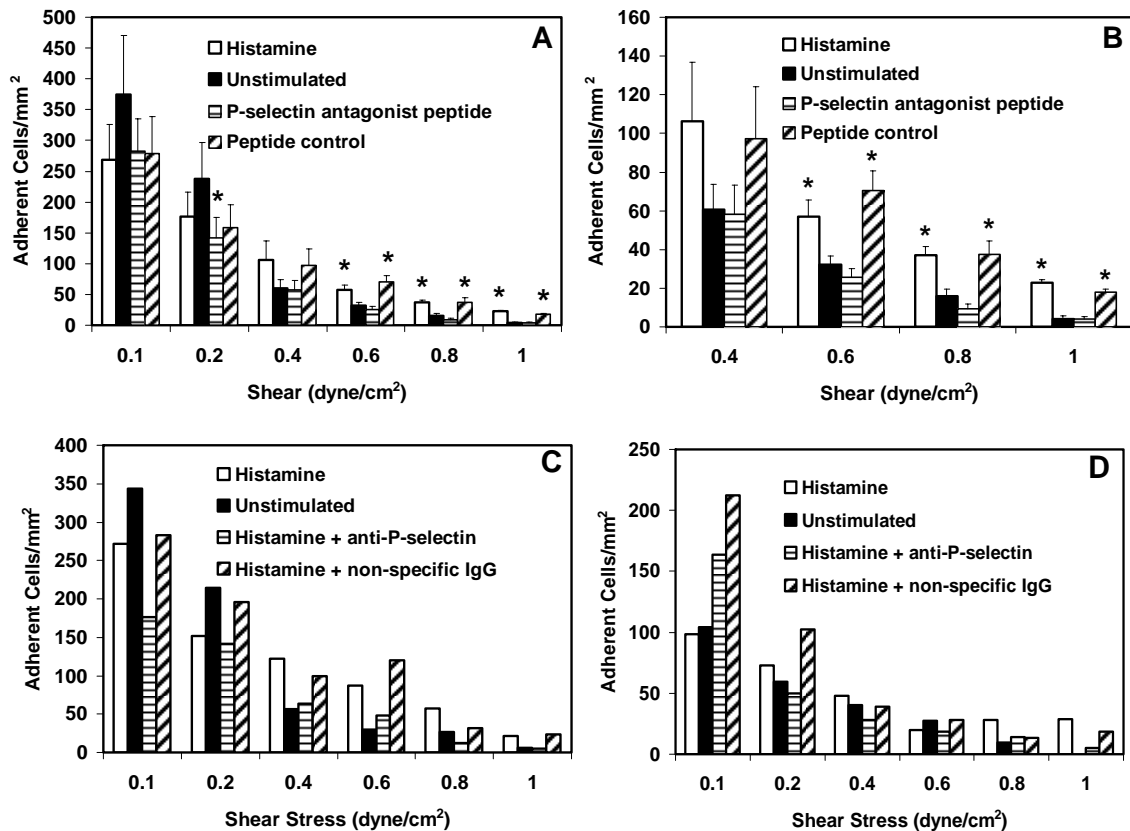 A
Adherent Cells/mm²
500
450
400
350
300
250
200
150
100
50
0
Histamine
Unstimulated
P-selectin antagonist peptide
Peptide control
*
* *
* *
* *
0.1 0.2 0.4 0.6 0.8 1
Shear (dyne/cm²)
B
Adherent Cells/mm²
160
140
120
100
80
60
40
20
0
Histamine
Unstimulated
P-selectin antagonist peptide
Peptide control
* *
* *
* *
0.4 0.6 0.8 1
Shear (dyne/cm²)
C
Adherent Cells/mm²
400
350
300
250
200
150
100
50
0
Histamine
Unstimulated
Histamine + anti-P-selectin
Histamine + non-specific IgG
0.1 0.2 0.4 0.6 0.8 1
Shear Stress (dyne/cm²)
D
Adherent Cells/mm²
250
200
150
100
50
0
Histamine
Unstimulated
Histamine + anti-P-selectin
Histamine + non-specific IgG
0.1 0.2 0.4 0.6 0.8 1
Shear Stress (dyne/cm²)